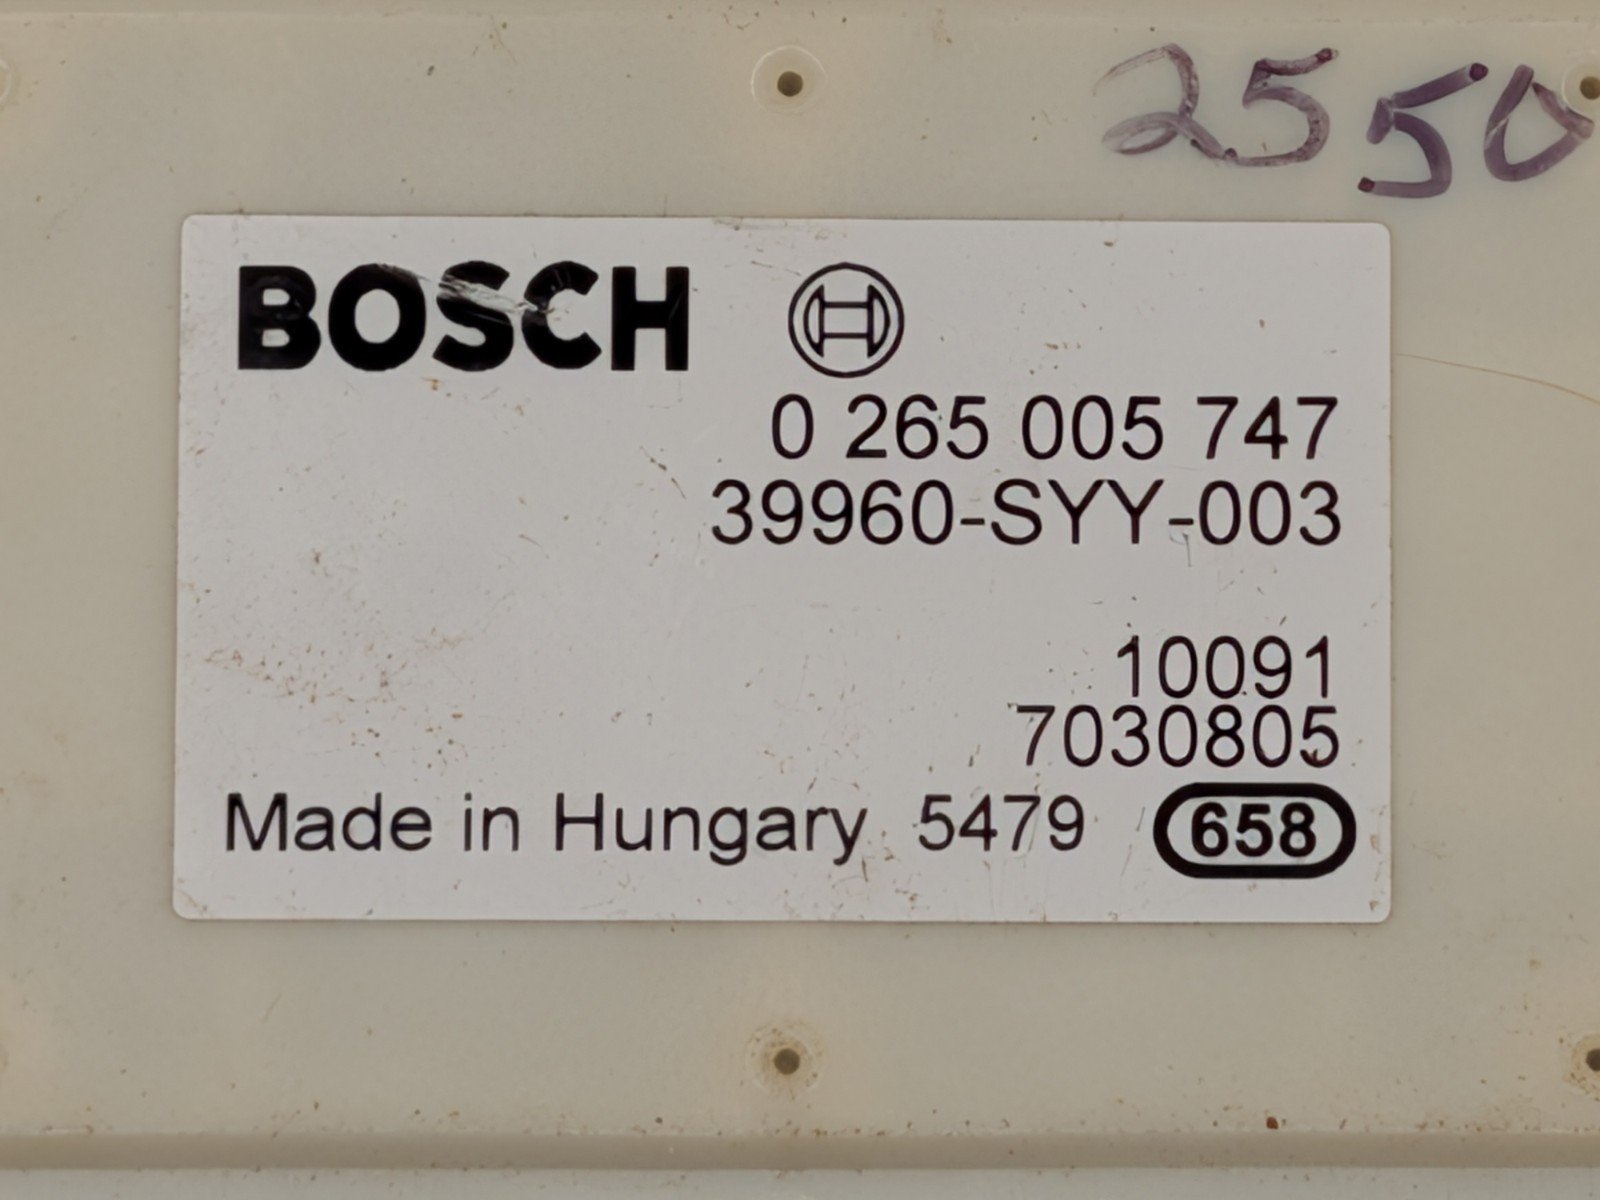 2550
BOSCH
0 265 005 747
39960-SYY-003
10091
7030805
Made in Hungary 5479 658